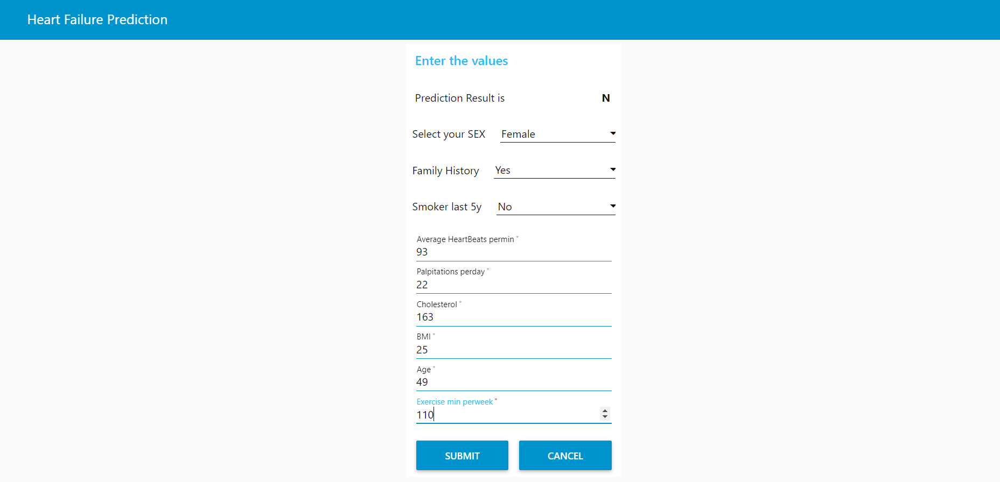 Heart Failure Prediction
Enter the values
Prediction Result is N
Select your SEX Female
Family History Yes
Smoker last 5y No
Average HeartBeats permin *
93
Palpitations perday *
22
Cholesterol *
163
BMI *
25
Age *
49
Exercise min perweek *
110
SUBMIT CANCEL